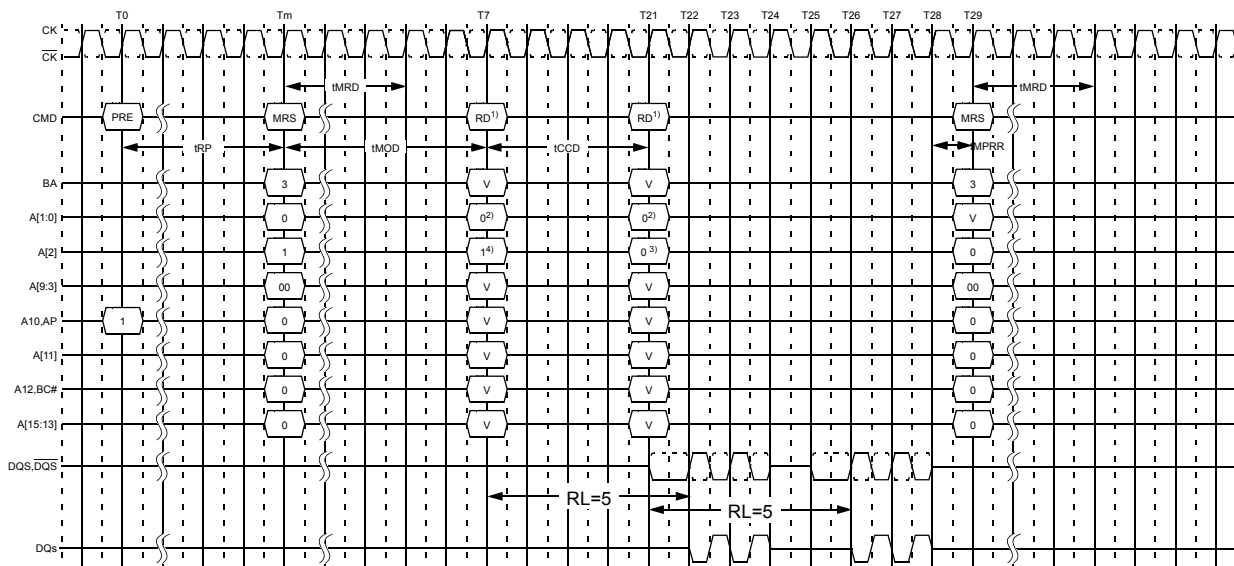 T0 Tm T7 T21 T22 T23 T24 T25 T26 T27 T28 T29
CK
CK
tMRD tMRD
CMD PRE MRS RD1) RD1) MRS
tRP tMOD tCCD tMPRR
BA 3 V V 3
A[1:0] 0 02) 02) V
A[2] 1 14) 0 3) 0
A[9:3] 00 V V 00
A10,AP 1 0 V V 0
A[11] 0 V V 0
A12,BC# 0 V V 0
A[15:13] 0 V V 0
DQS,DQS
RL=5
RL=5
DQs